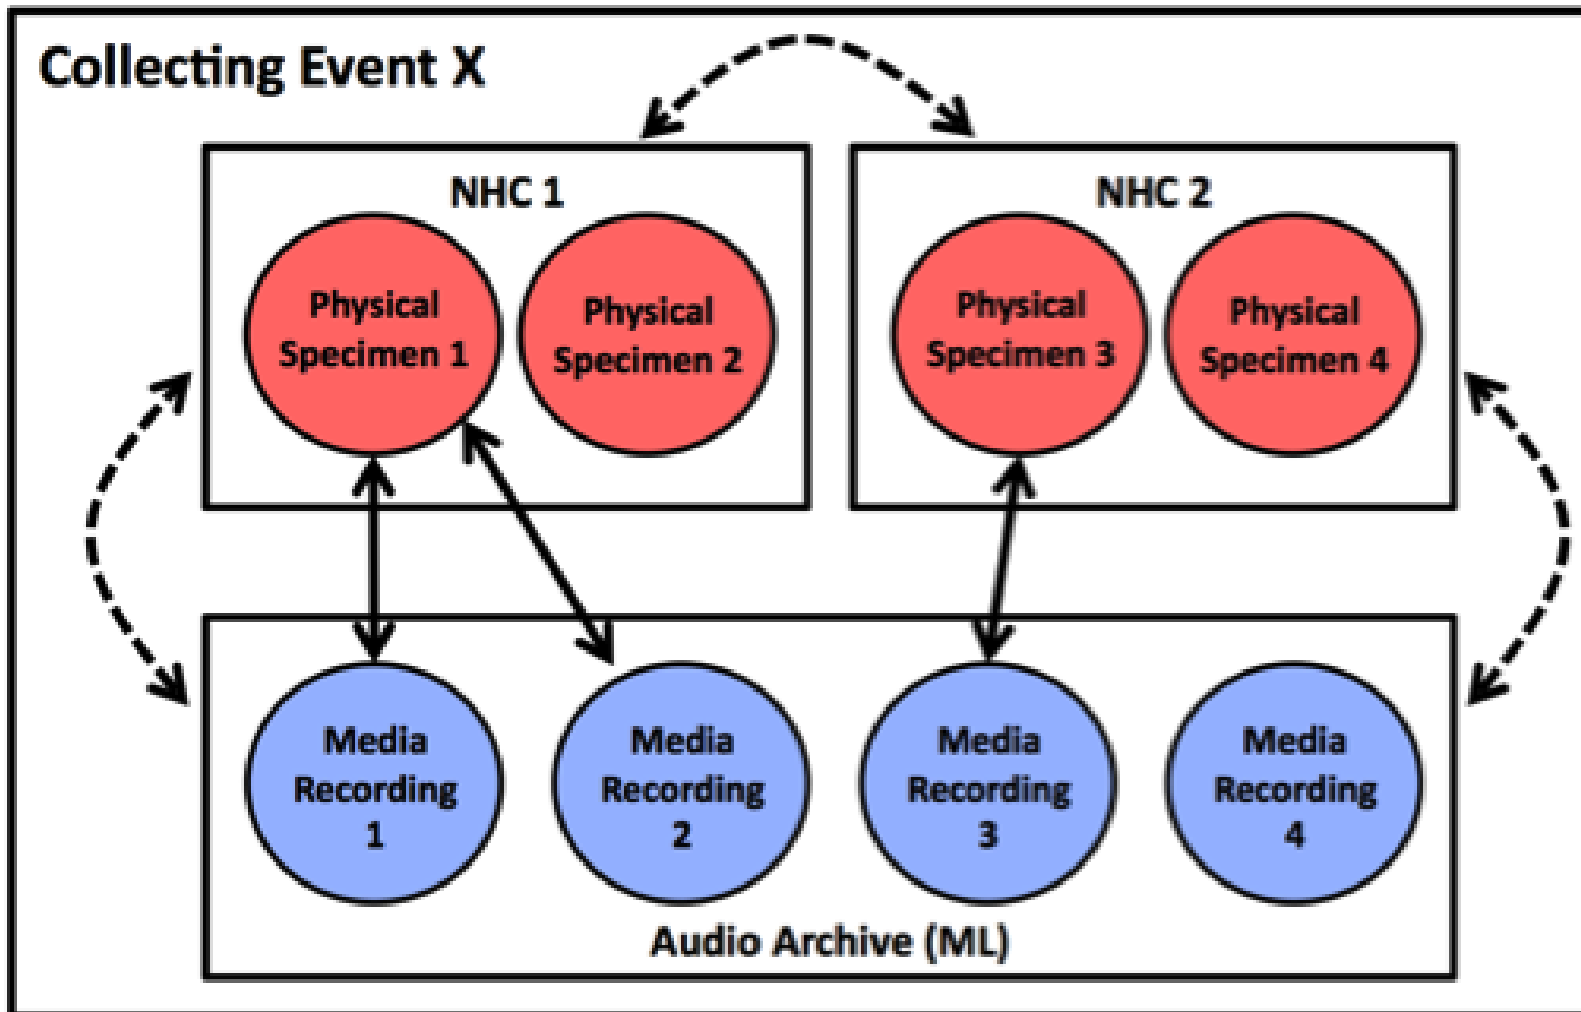 Collecting Event X
NHC 1
NHC 2
Physical
Specimen 1
Physical
Specimen 2
Physical
Specimen 3
Physical
Specimen 4
Media
Recording
1
Media
Recording
2
Media
Recording
3
Media
Recording
4
Audio Archive (ML)